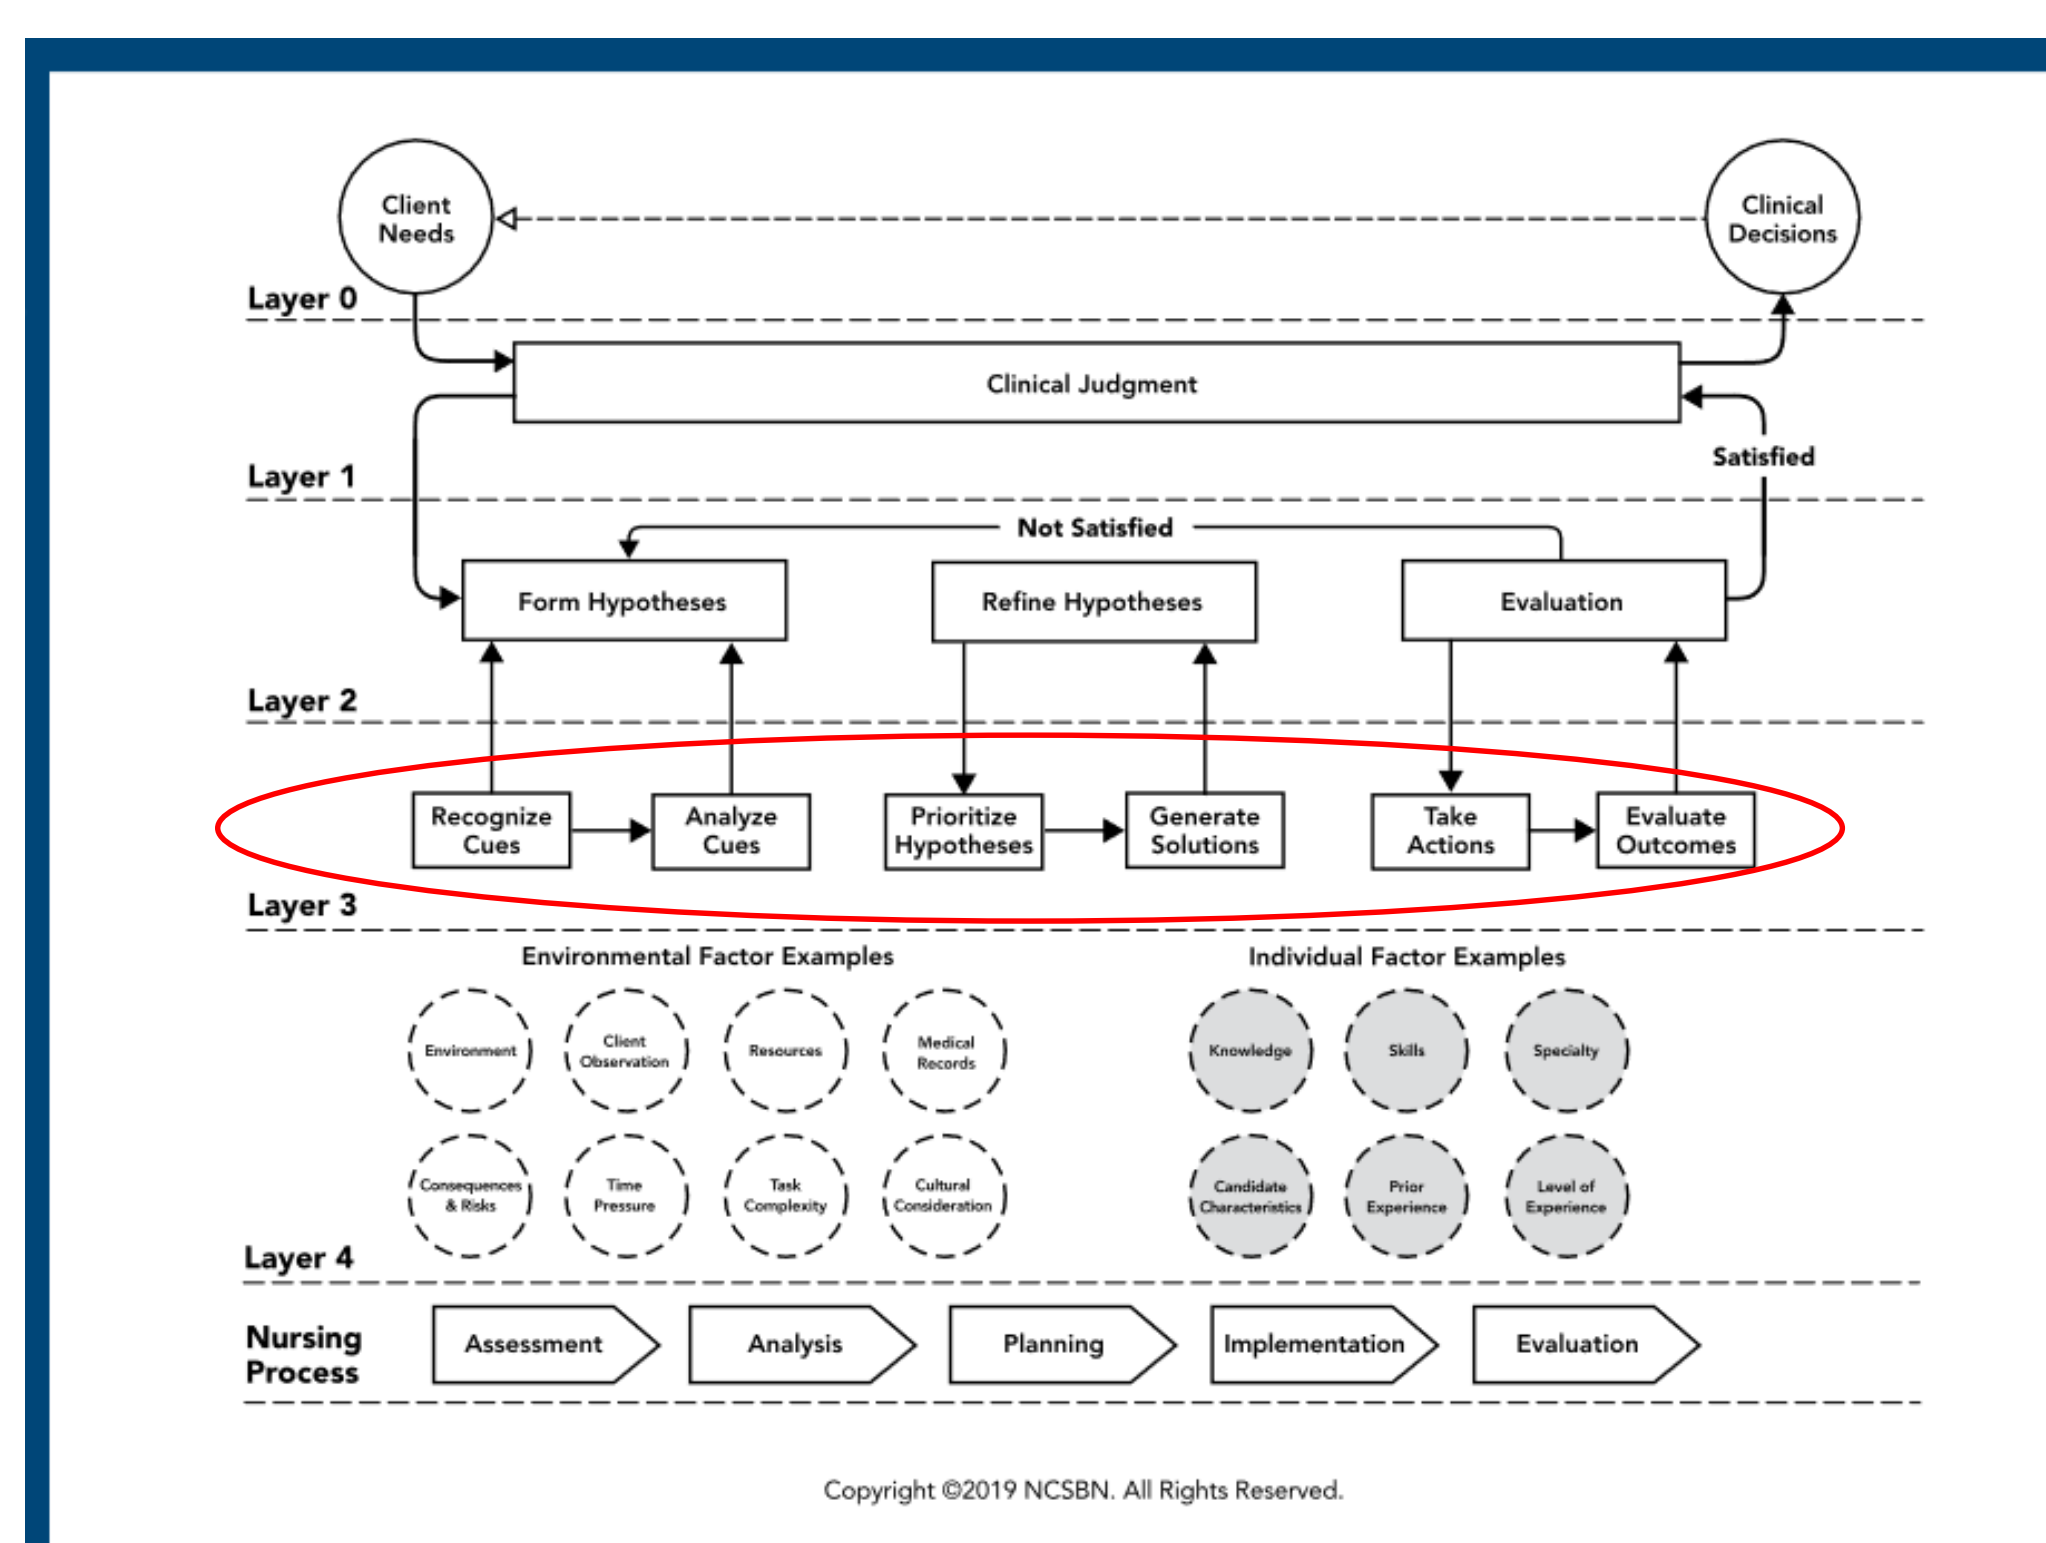 Client
Needs
Clinical
Decisions
Layer 0
Clinical Judgment
Satisfied
Layer 1
Not Satisfied
Form Hypotheses
Refine Hypotheses
Evaluation
Layer 2
Recognize
Cues
Analyze
Cues
Prioritize
Hypotheses
Generate
Solutions
Take
Actions
Evaluate
Outcomes
Layer 3
Environmental Factor Examples
Individual Factor Examples
Environment
Client
Observation
Resources
Medical
Records
Knowledge
Skills
Specialty
Consequences
& Risks
Time
Pressure
Task
Complexity
Cultural
Consideration
Candidate
Characteristics
Prior
Experience
Level of
Experience
Layer 4
Nursing
Process
Assessment
Analysis
Planning
Implementation
Evaluation
Copyright ©2019 NCSBN. All Rights Reserved.